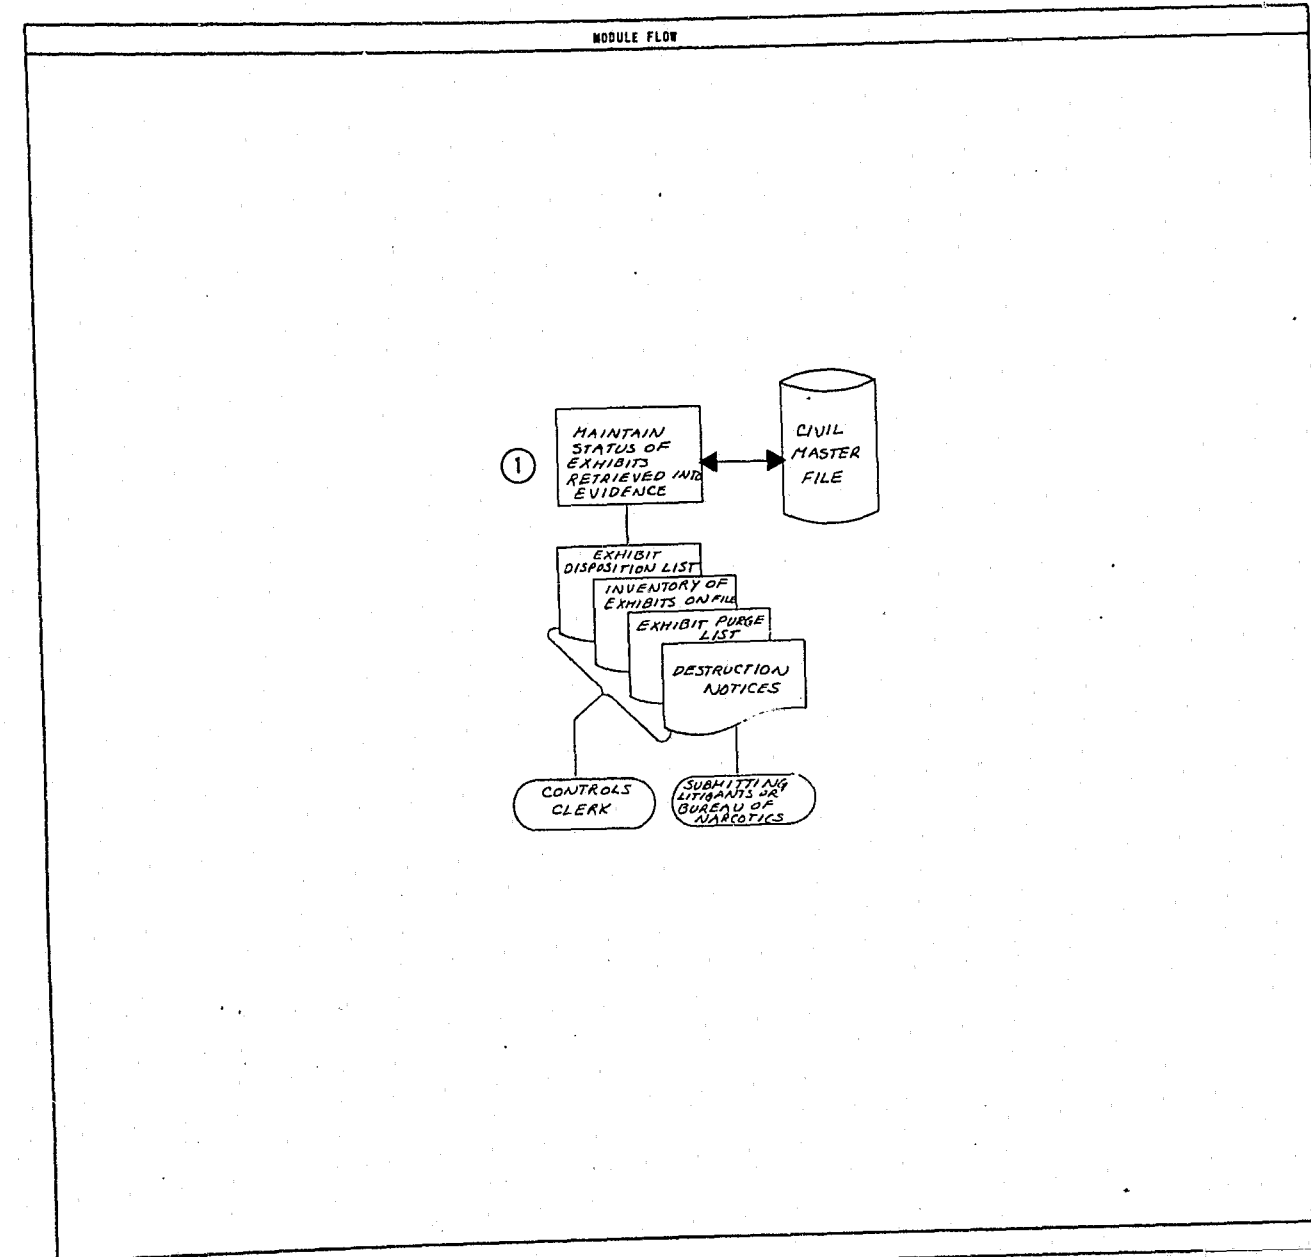 MODULE FLOW
1
MAINTAIN
STATUS OF
EXHIBITS
RETRIEVED INTO
EVIDENCE
CIVIL
MASTER
FILE
EXHIBIT
DISPOSITION LIST
INVENTORY OF
EXHIBITS ON FILE
EXHIBIT PURGE
LIST
DESTRUCTION
NOTICES
CONTROLS
CLERK
SUBMITTING
LITIGANTS OR
BUREAU OF
NARCOTICS